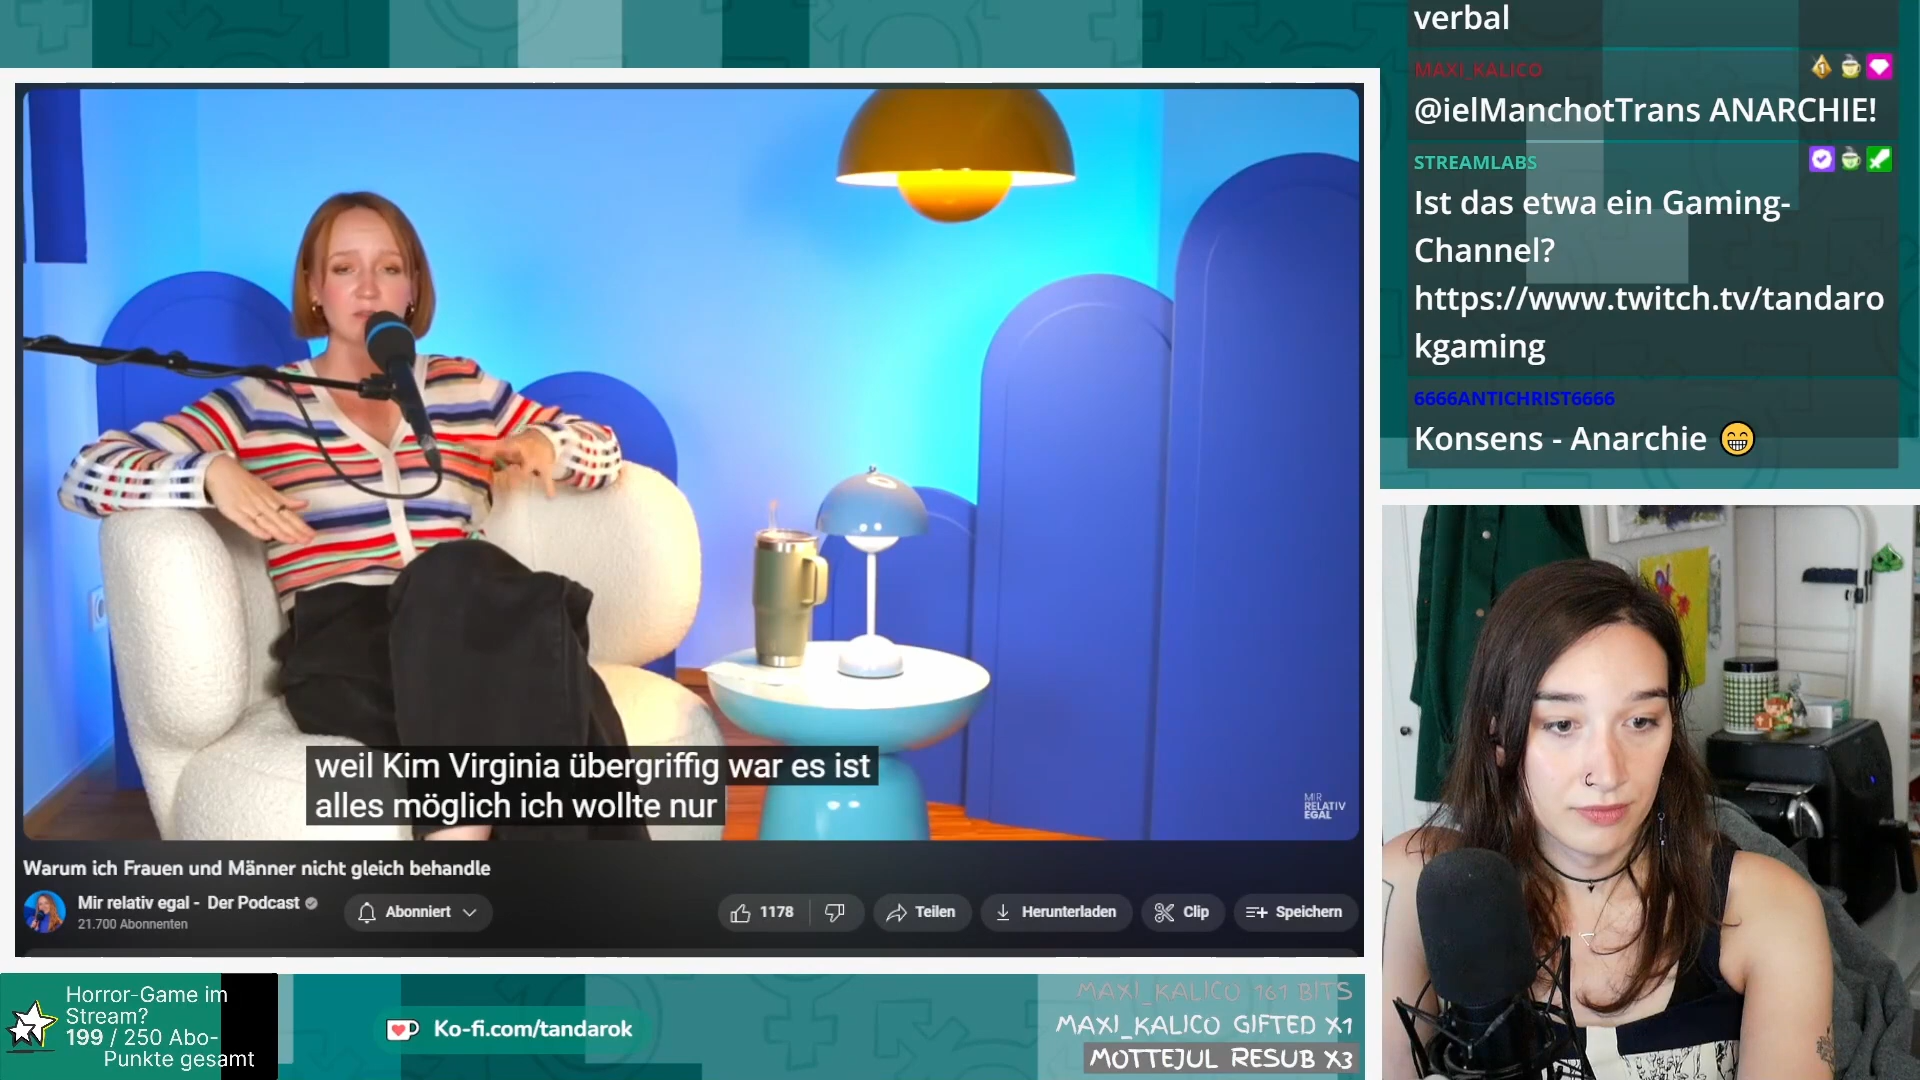 weil Kim Virginia übergriffig war es ist
alles möglich ich wollte nur
MIR
RELATIV
EGAL
Warum ich Frauen und Männer nicht gleich behandle
Mir relativ egal - Der Podcast
21.700 Abonnenten
Abonniert
1178
Teilen
Herunterladen
Clip
Speichern
Horror-Game im
Stream?
199 / 250 Abo-
Punkte gesamt
Ko-fi.com/tandarok
MAXI_KALICO 161 BITS
MAXI_KALICO GIFTED X1
MOTTEJUL RESUB X3
verbal
MAXI_KALICO
@ielManchotTrans ANARCHIE!
STREAMLABS
Ist das etwa ein Gaming-
Channel?
https://www.twitch.tv/tandaro
kgaming
6666ANTICHRIST6666
Konsens - Anarchie 😁